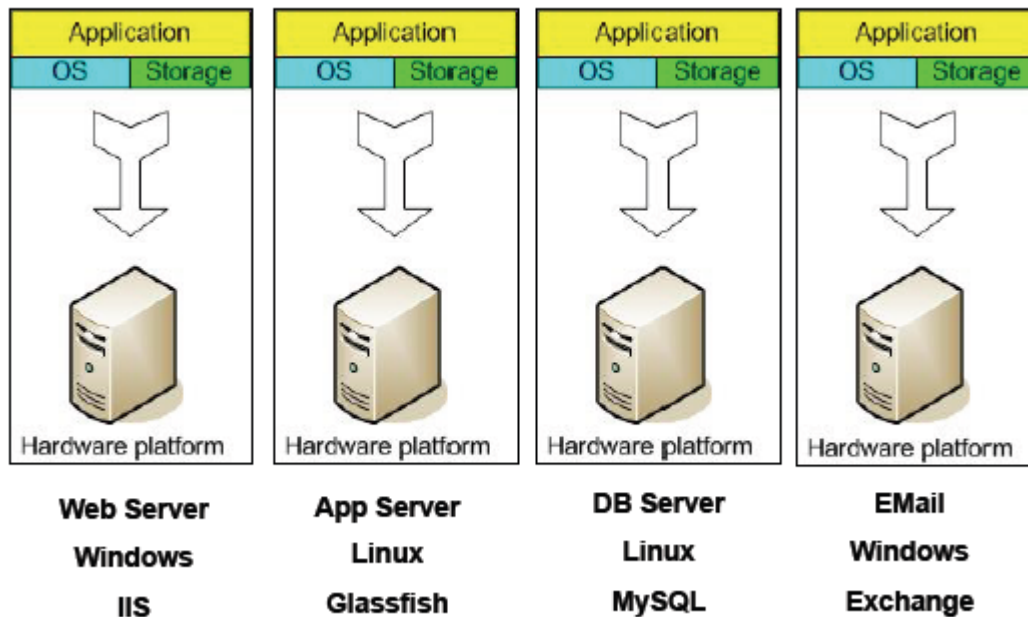 Application
OS Storage
Hardware platform
Web Server
Windows
IIS
Application
OS Storage
Hardware platform
App Server
Linux
Glassfish
Application
OS Storage
Hardware platform
DB Server
Linux
MySQL
Application
OS Storage
Hardware platform
EMail
Windows
Exchange